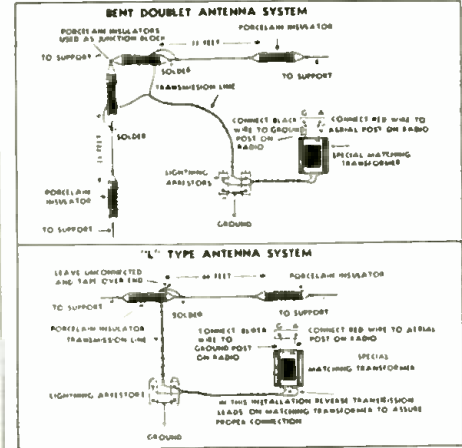 BENT DOUBLET ANTENNA SYSTEM
PORCELAIN INSULATORS
USED AS JUNCTION BLOCK
FEET
PORCELAIN INSULATOR
TO SUPPORT
SOLDER
TO SUPPORT
TRANSMISSION LINE
SOLDER
FEET
CONNECT BLACK
WIRE TO GROUND
POST ON
RADIO
G A
CONNECT RED WIRE TO
AERIAL POST ON RADIO
SPECIAL MATCHING
TRANSFORMER
LIGHTNING
ARRESTORS
PORCELAIN
INSULATOR
GROUND
TO SUPPORT
"L" TYPE ANTENNA SYSTEM
LEAVE UNCONNECTED
AND TAPE OVER END
FEET
PORCELAIN INSULATOR
TO SUPPORT
SOLDER
TO SUPPORT
PORCELAIN INSULATOR
TRANSMISSION LINE
CONNECT BLACK
WIRE TO
GROUND POST
ON RADIO
G A
CONNECT RED WIRE TO AERIAL
POST ON RADIO
SPECIAL
MATCHING TRANSFORMER
LIGHTNING ARRESTORS
IN THIS INSTALLATION REVERSE TRANSMISSION
LEADS ON MATCHING TRANSFORMER TO ASSURE
PROPER CONNECTION
GROUND